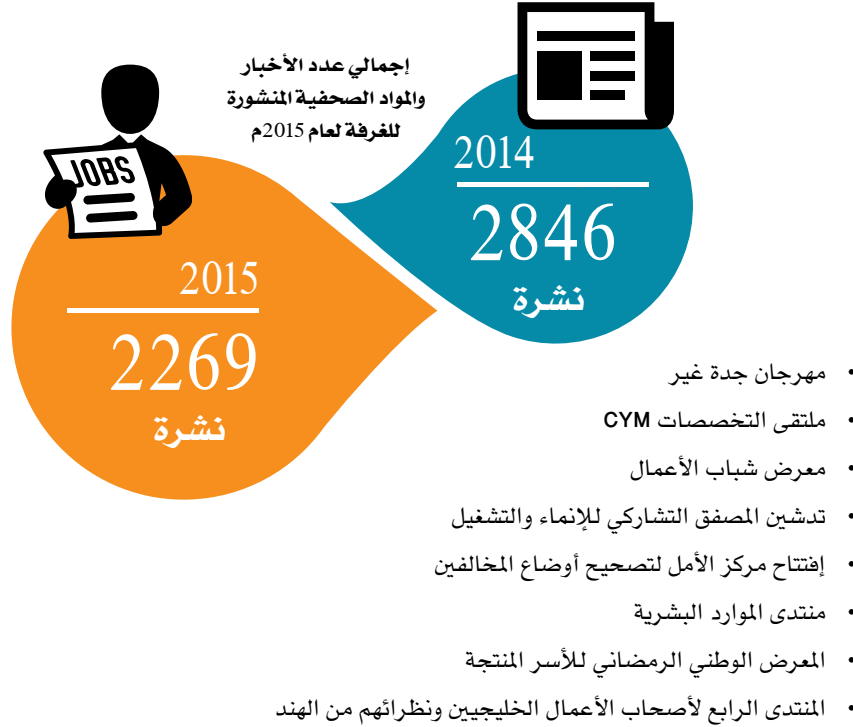 إجمالي عدد الأخبار
والمواد الصحفية المنشورة
للغرفة لعام 2015م
2014
2846
نشرة
JOBS
2015
2269
نشرة
• مهرجان جدة غير
• ملتقى التخصصات CYM
• معرض شباب الأعمال
• تدشين المصفق التشاركي للإنماء والتشغيل
• إفتتاح مركز الأمل لتصحيح أوضاع المخالفين
• منتدى الموارد البشرية
• المعرض الوطني الرمضاني للأسر المنتجة
• المنتدى الرابع لأصحاب الأعمال الخليجيين ونظرائهم من الهند